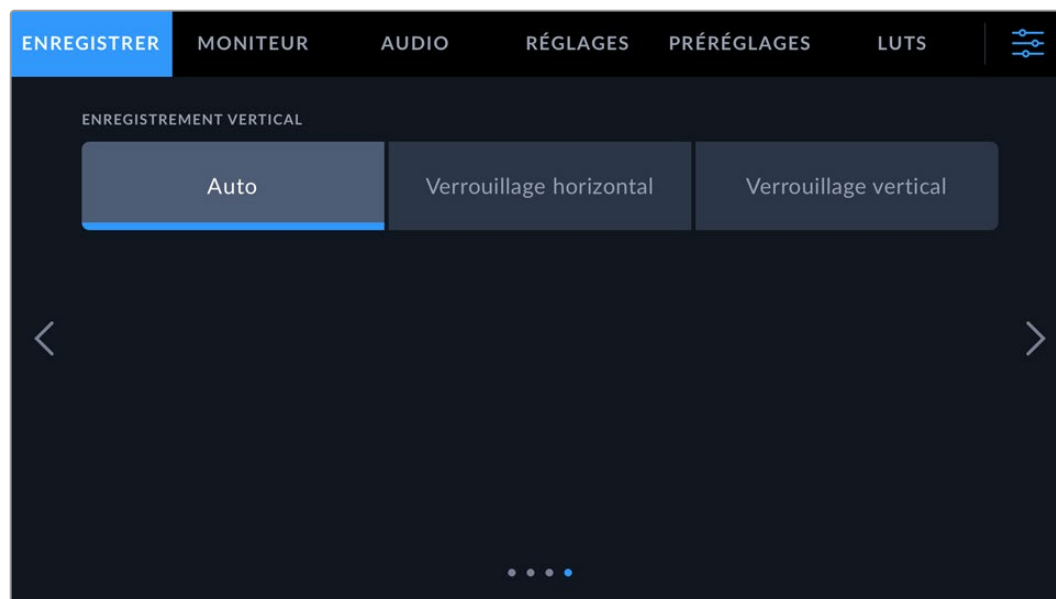 ENREGISTRER MONITEUR AUDIO RÉGLAGES PRÉRÉGLAGES LUTS
ENREGISTREMENT VERTICAL
Auto Verrouillage horizontal Verrouillage vertical